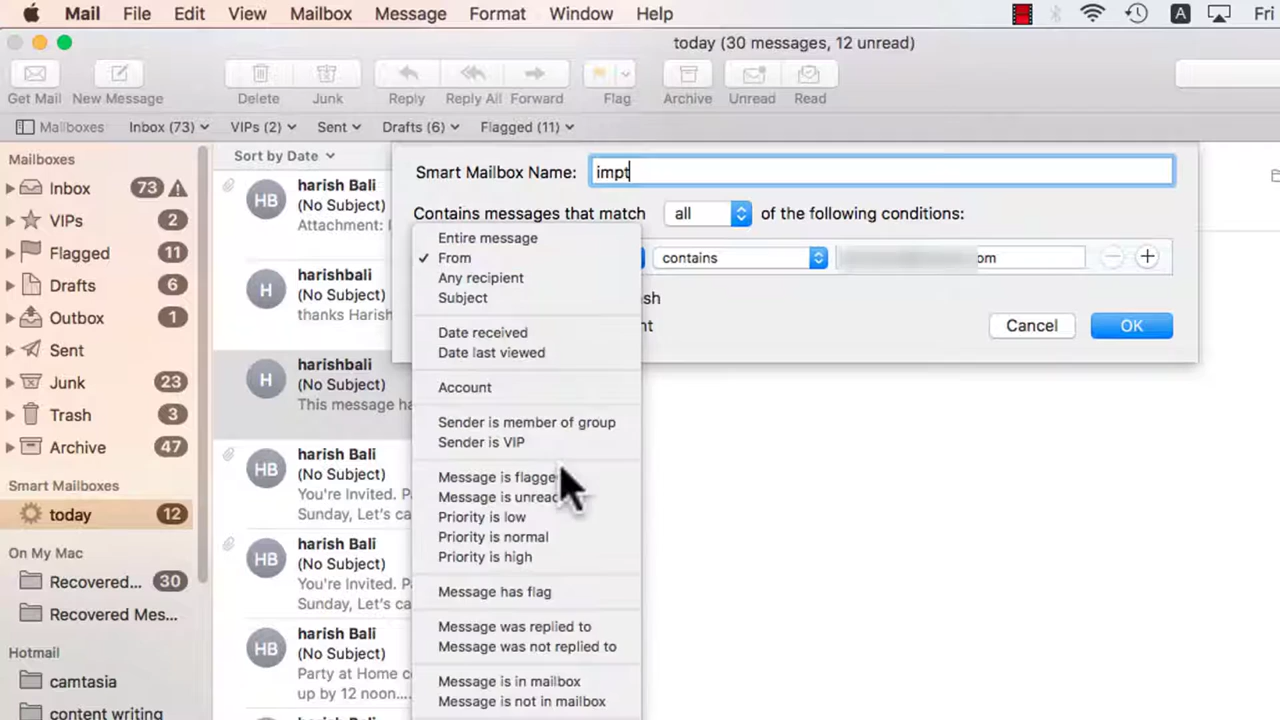 Mail File Edit View Mailbox Message Format Window Help A Fri
today (30 messages, 12 unread)
Get Mail New Message Delete Junk Reply Reply All Forward Flag Archive Unread Read
Mailboxes Inbox (73) VIPs (2) Sent Drafts (6) Flagged (11)
Mailboxes
Inbox 73
VIPs 2
Flagged 11
Drafts 6
Outbox 1
Sent
Junk 23
Trash 3
Archive 47
Smart Mailboxes
today 12
On My Mac
Recovered... 30
Recovered Mes...
Hotmail
camtasia
content writing
Sort by Date
HB harish Bali
(No Subject)
Attachment: I
H harishbali
(No Subject)
thanks Harish
H harishbali
(No Subject)
This message ha
HB harish Bali
(No Subject)
You're Invited. P
Sunday, Let's ca
HB harish Bali
(No Subject)
You're Invited. P
Sunday, Let's ca
HB harish Bali
(No Subject)
Party at Home c
up by 12 noon....
Smart Mailbox Name: impt
Contains messages that match all of the following conditions:
contains om
sh
nt
Cancel OK
Entire message
✓ From
Any recipient
Subject
Date received
Date last viewed
Account
Sender is member of group
Sender is VIP
Message is flagge
Message is unread
Priority is low
Priority is normal
Priority is high
Message has flag
Message was replied to
Message was not replied to
Message is in mailbox
Message is not in mailbox